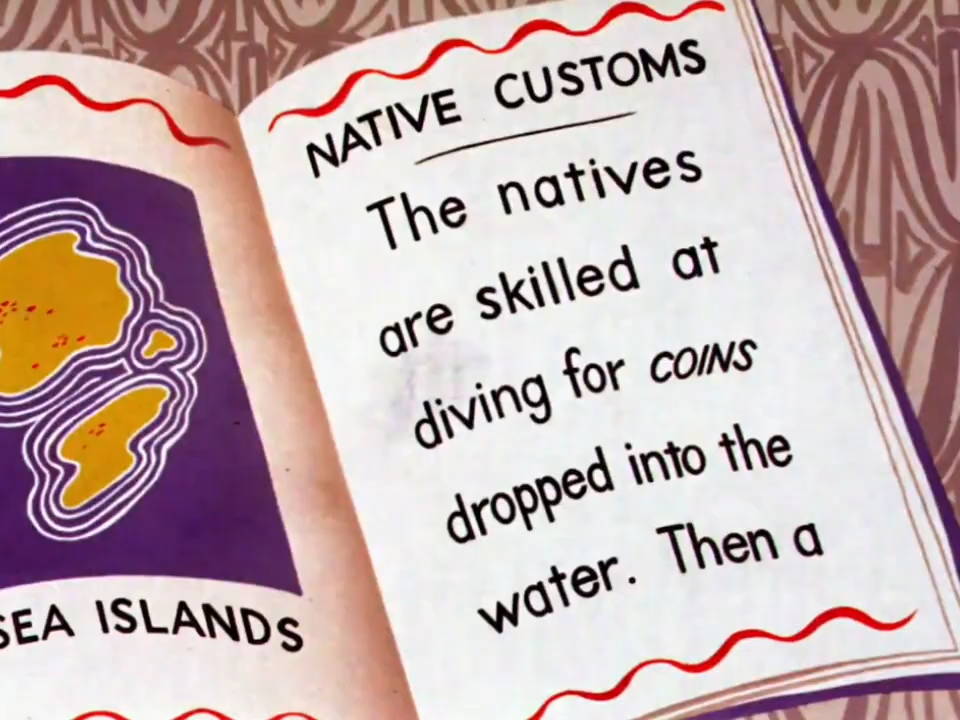 SEA ISLANDS
NATIVE CUSTOMS
The natives
are skilled at
diving for COINS
dropped into the
water. Then a